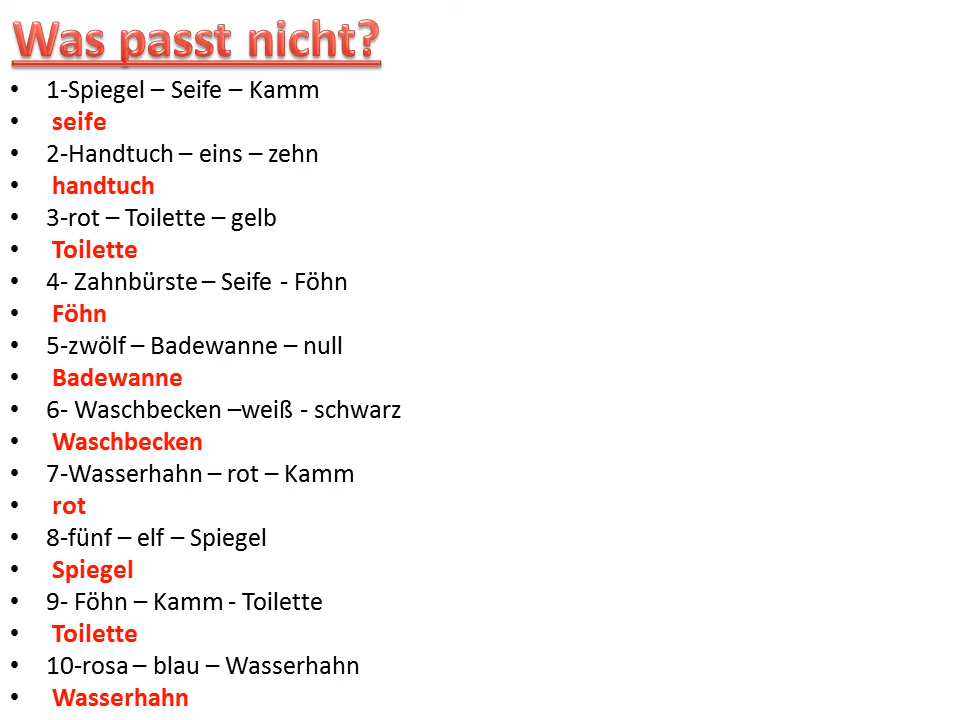 Was passt nicht?
• 1-Spiegel – Seife – Kamm
• seife
• 2-Handtuch – eins – zehn
• handtuch
• 3-rot – Toilette – gelb
• Toilette
• 4- Zahnbürste – Seife - Föhn
• Föhn
• 5-zwölf – Badewanne – null
• Badewanne
• 6- Waschbecken –weiß - schwarz
• Waschbecken
• 7-Wasserhahn – rot – Kamm
• rot
• 8-fünf – elf – Spiegel
• Spiegel
• 9- Föhn – Kamm - Toilette
• Toilette
• 10-rosa – blau – Wasserhahn
• Wasserhahn